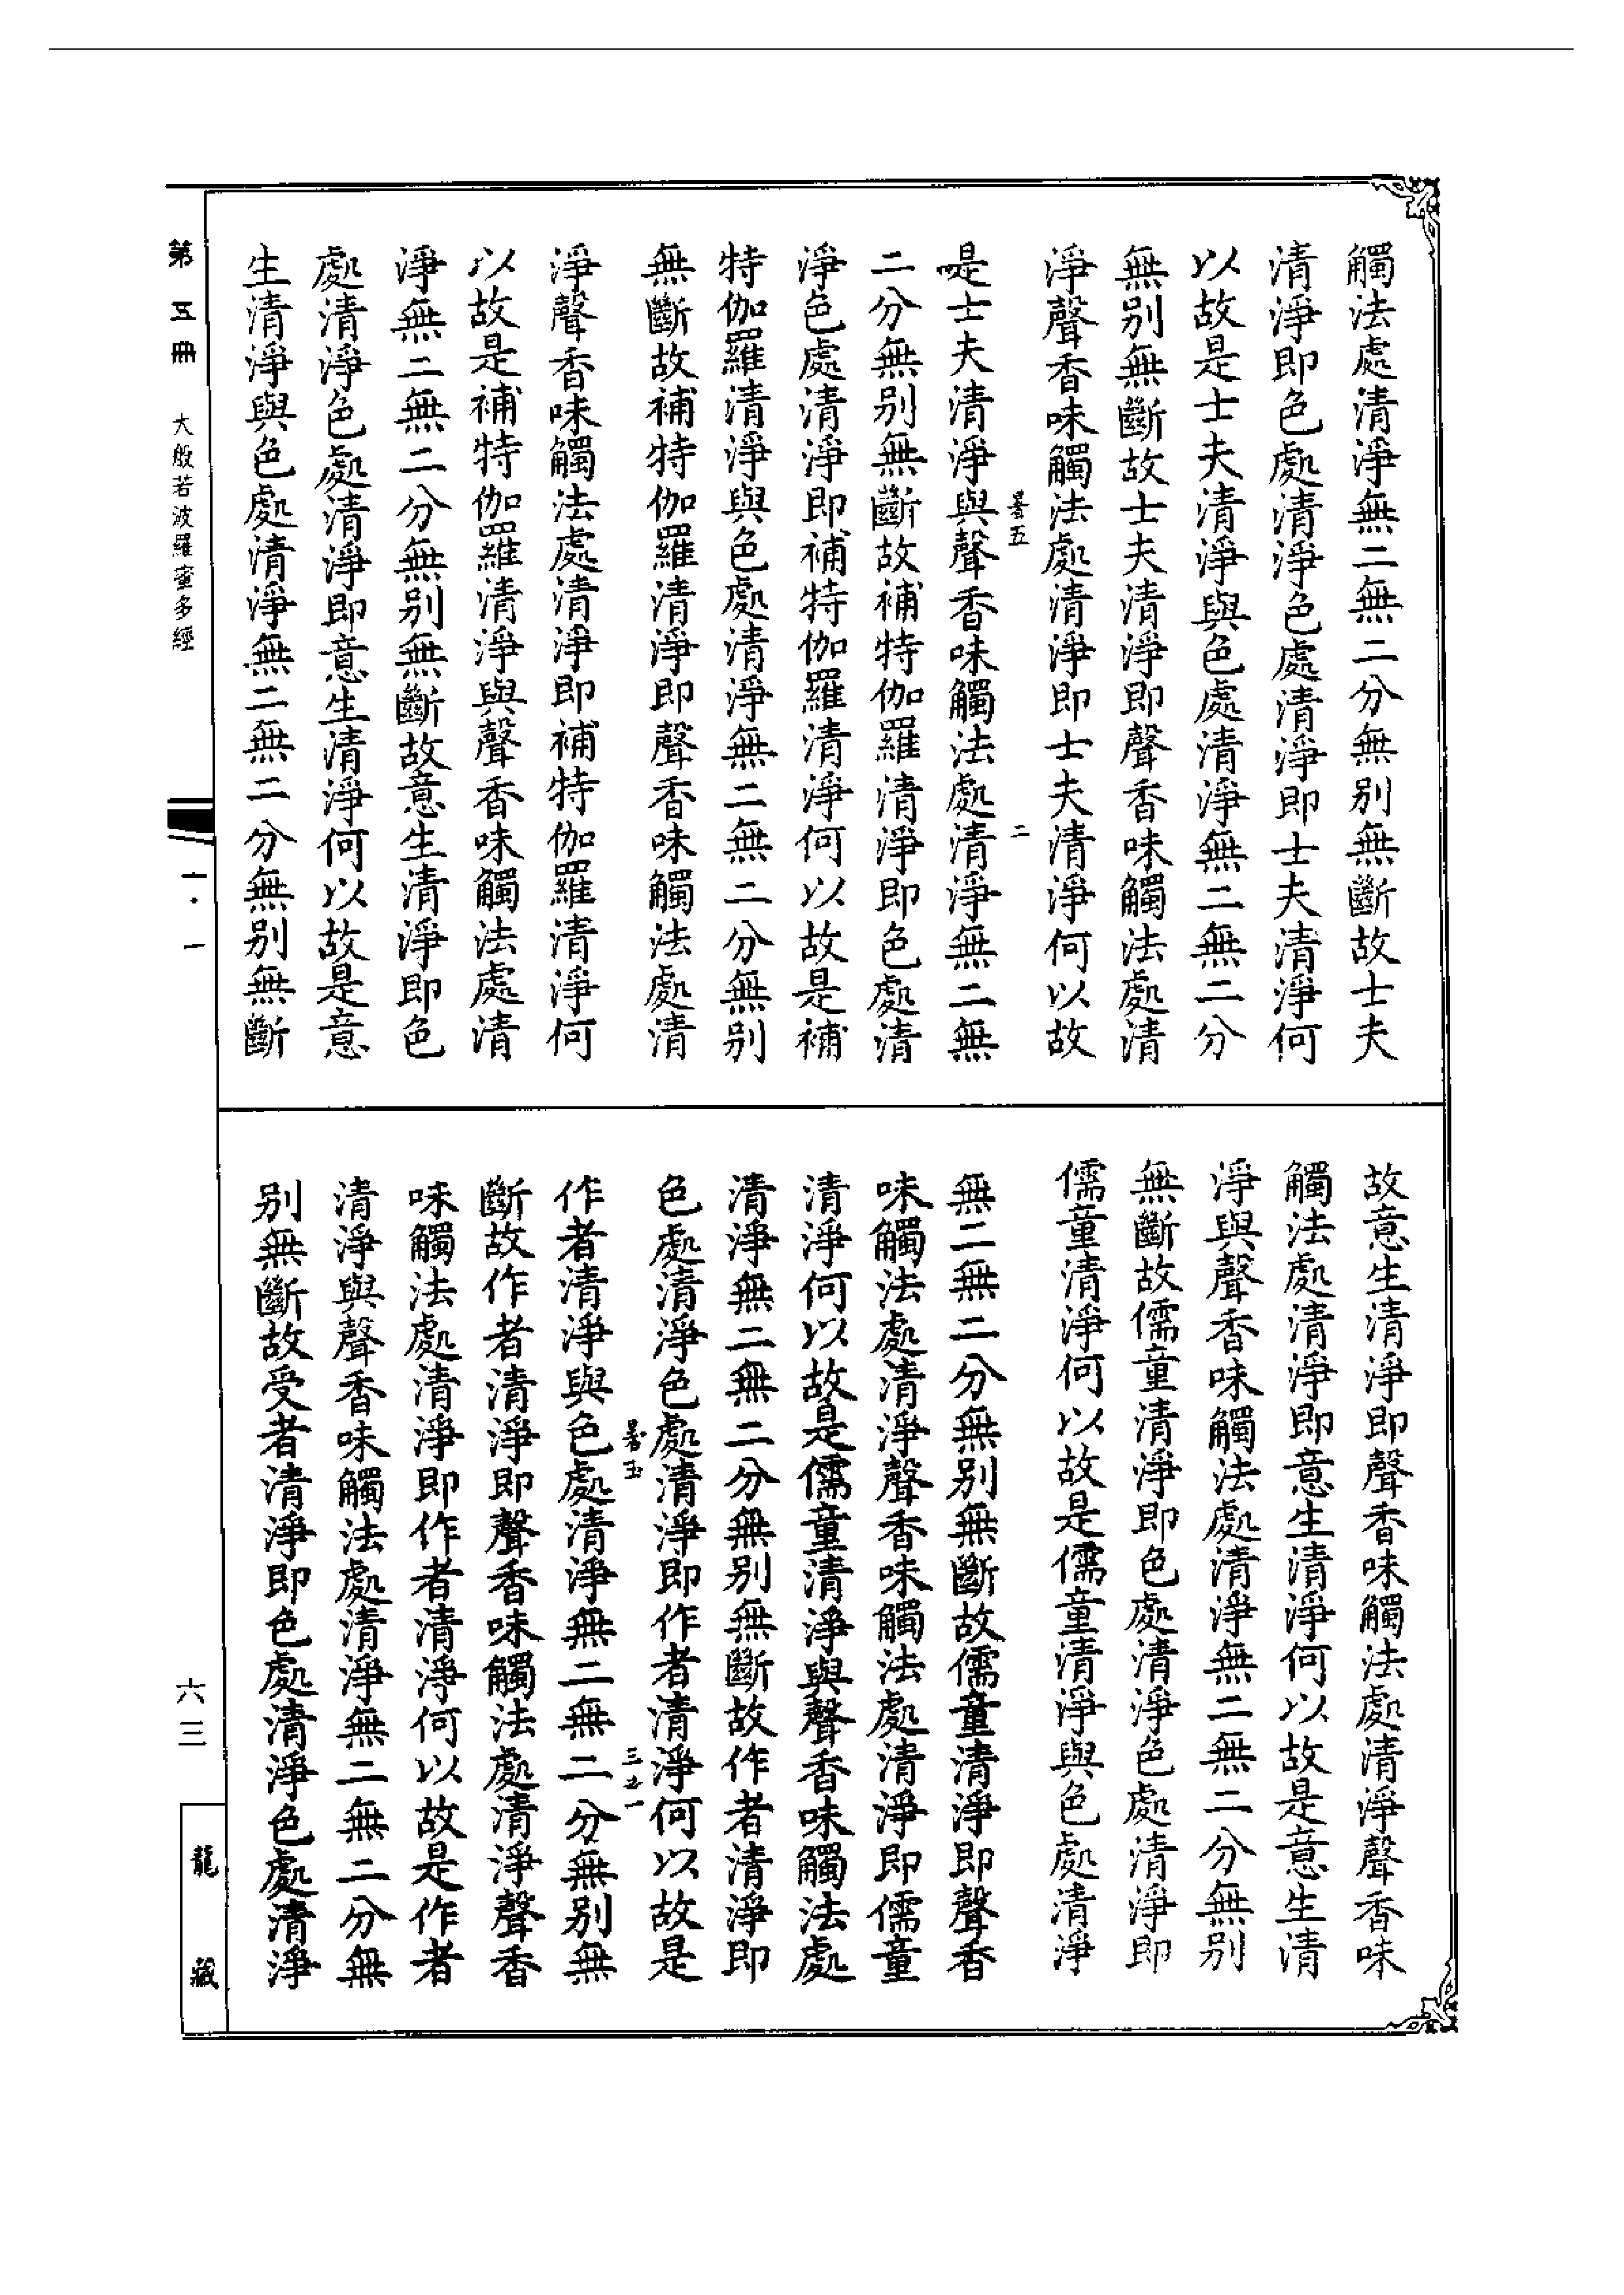 觸法處清淨無二無二分無別無斷故士夫
清淨即色處清淨色處清淨即士夫清淨何
以故是士夫清淨與色處清淨無二無二分
無別無斷故士夫清淨即聲香味觸法處清
淨聲香味觸法處清淨即士夫清淨何以故
暑五 二
是士夫清淨與聲香味觸法處清淨無二無
二分無別無斷故補特伽羅清淨即色處清
淨色處清淨即補特伽羅清淨何以故是補
特伽羅清淨與色處清淨無二無二分無別
無斷故補特伽羅清淨即聲香味觸法處清
淨聲香味觸法處清淨即補特伽羅清淨何
以故是補特伽羅清淨與聲香味觸法處清
淨無二無二分無別無斷故意生清淨即色
處清淨色處清淨即意生清淨何以故是意
生清淨與色處清淨無二無二分無別無斷
故意生清淨即聲香味觸法處清淨聲香味
觸法處清淨即意生清淨何以故是意生清
淨與聲香味觸法處清淨無二無二分無別
無斷故儒童清淨即色處清淨色處清淨即
儒童清淨何以故是儒童清淨與色處清淨
無二無二分無別無斷故儒童清淨即聲香
味觸法處清淨聲香味觸法處清淨即儒童
清淨何以故是儒童清淨與聲香味觸法處
清淨無二無二分無別無斷故作者清淨即
色處清淨色處清淨即作者清淨何以故是
暑五 三之一
作者清淨與色處清淨無二無二分無別無
斷故作者清淨即聲香味觸法處清淨聲香
味觸法處清淨即作者清淨何以故是作者
清淨與聲香味觸法處清淨無二無二分無
別無斷故受者清淨即色處清淨色處清淨
第五冊 大般若波羅蜜多經
六三
龍藏